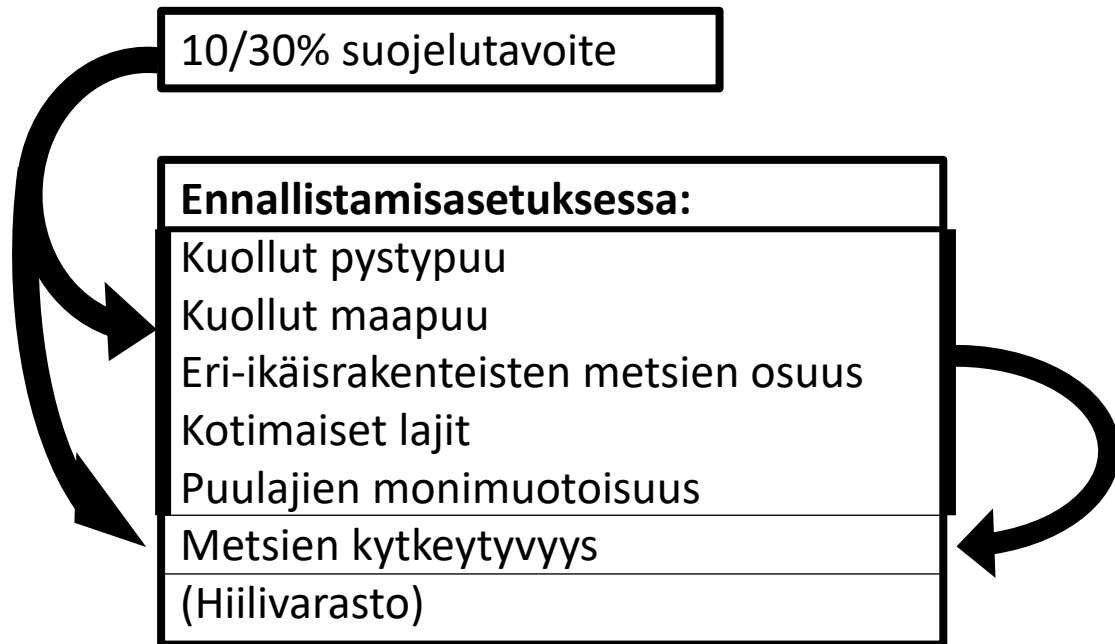 10/30% suojelutavoite
Ennallistamisasetuksessa:
Kuollut pystypuu
Kuollut maapuu
Eri-ikäisrakenteisten metsien osuus
Kotimaiset lajit
Puulajien monimuotoisuus
Metsien kytkeytyvyys
(Hiilivarasto)